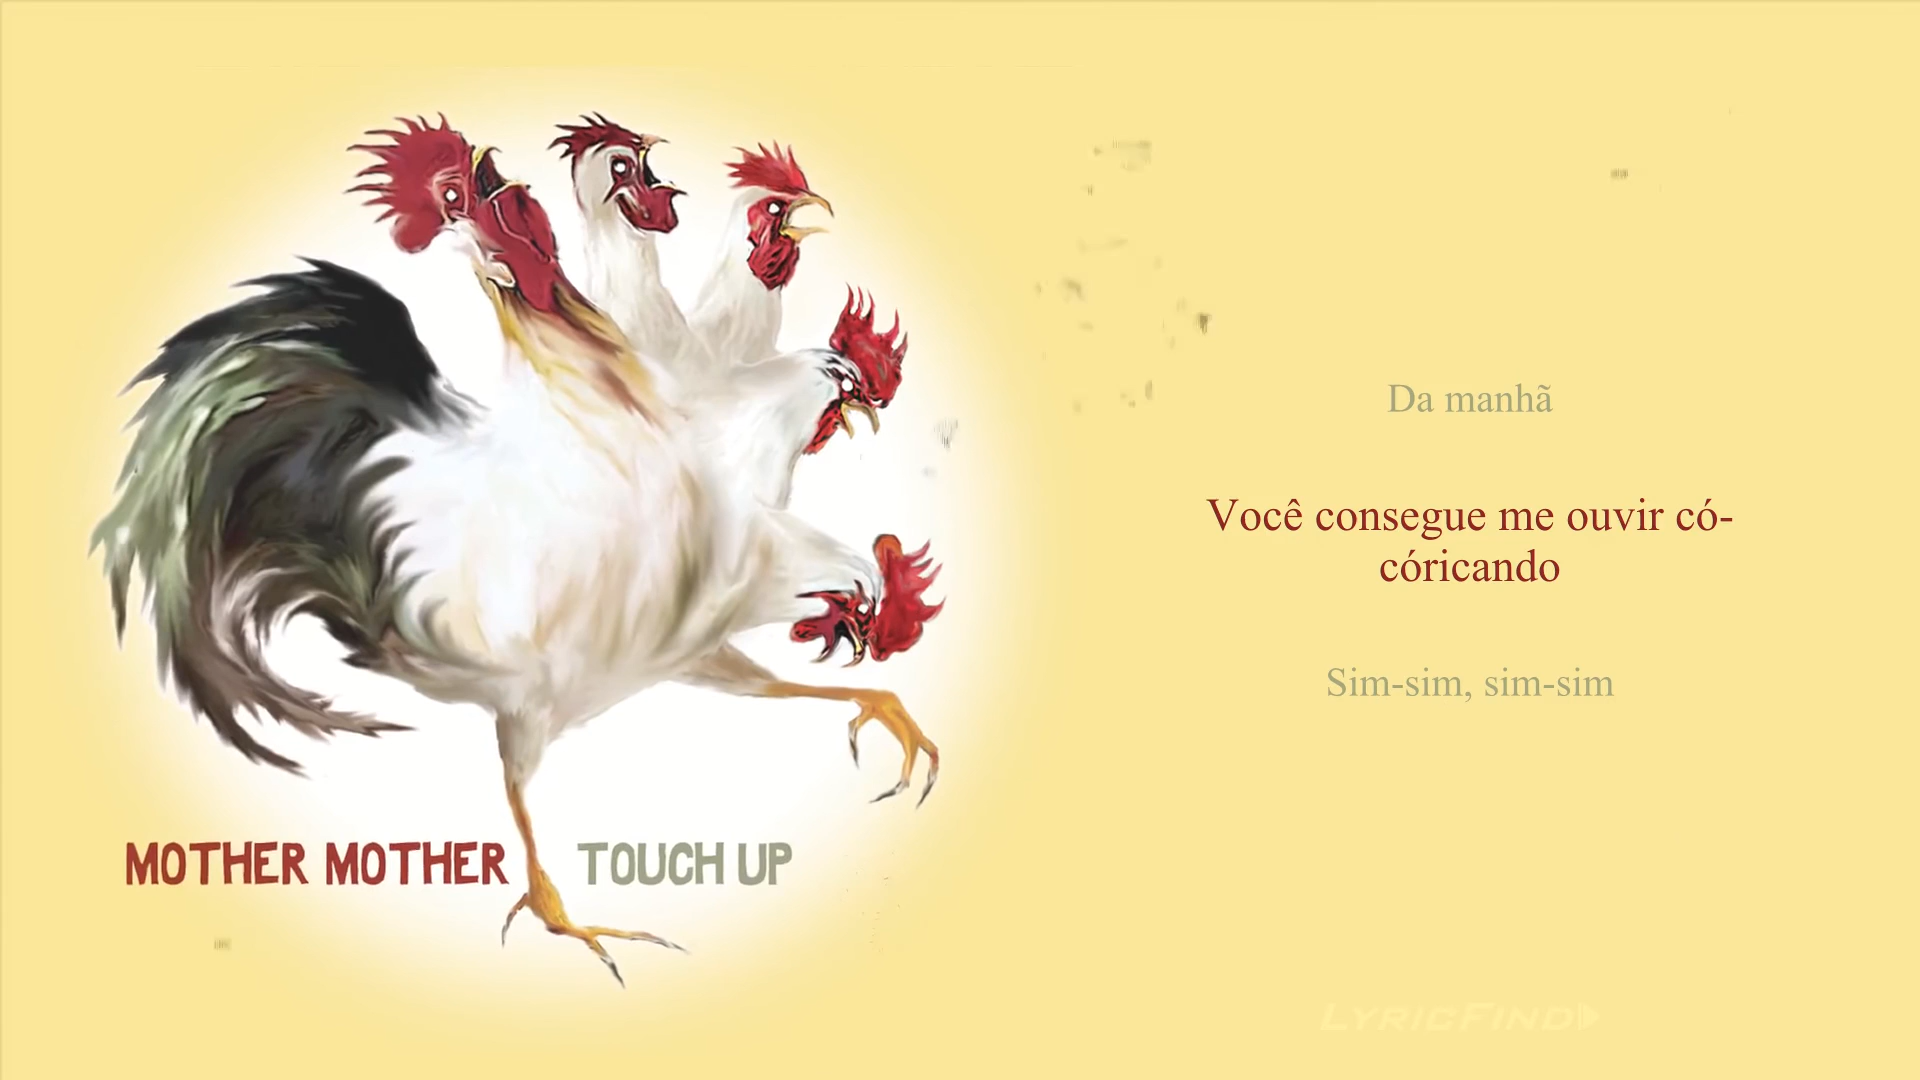 Da manhã
Você consegue me ouvir có-
córicando
Sim-sim, sim-sim
MOTHER MOTHER TOUCH UP
LYRICFIND